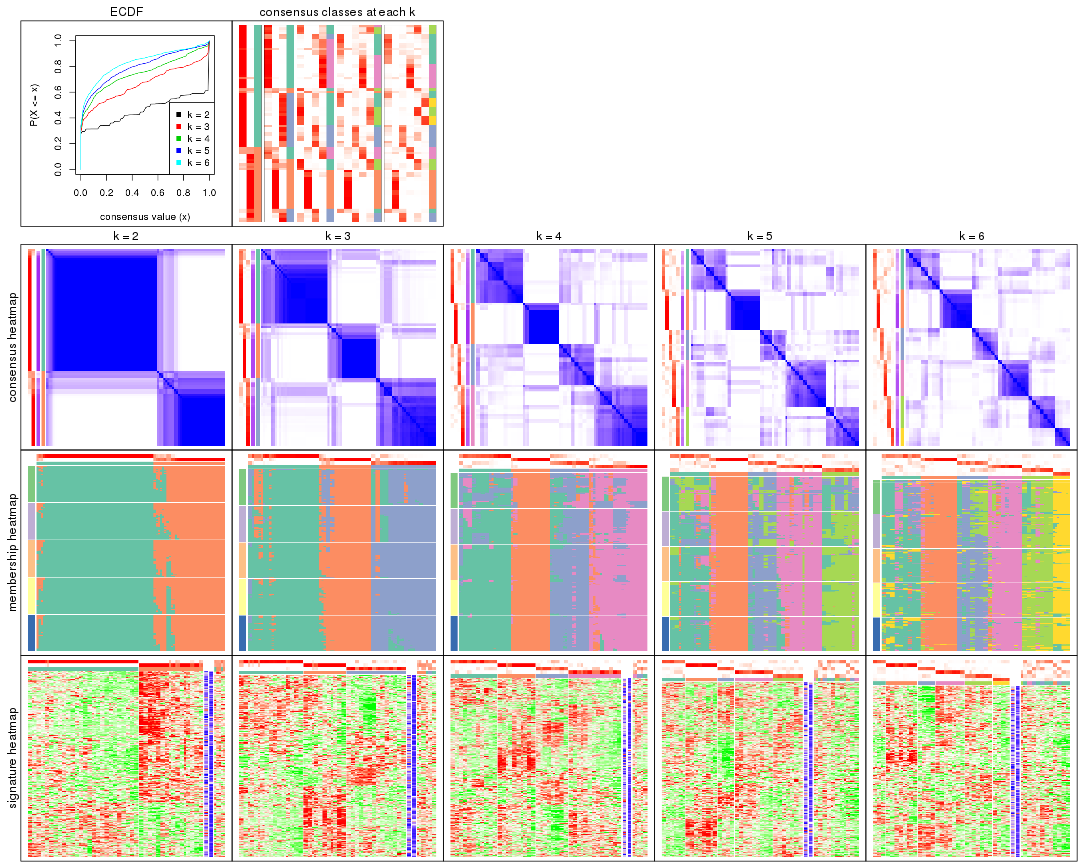 ECDF
consensus classes at each k
P(X <= x)
0.0 0.2 0.4 0.6 0.8 1.0
k = 2
k = 3
k = 4
k = 5
k = 6
0.0 0.2 0.4 0.6 0.8 1.0
consensus value (x)
k = 2 k = 3 k = 4 k = 5 k = 6
consensus heatmap
membership heatmap
signature heatmap